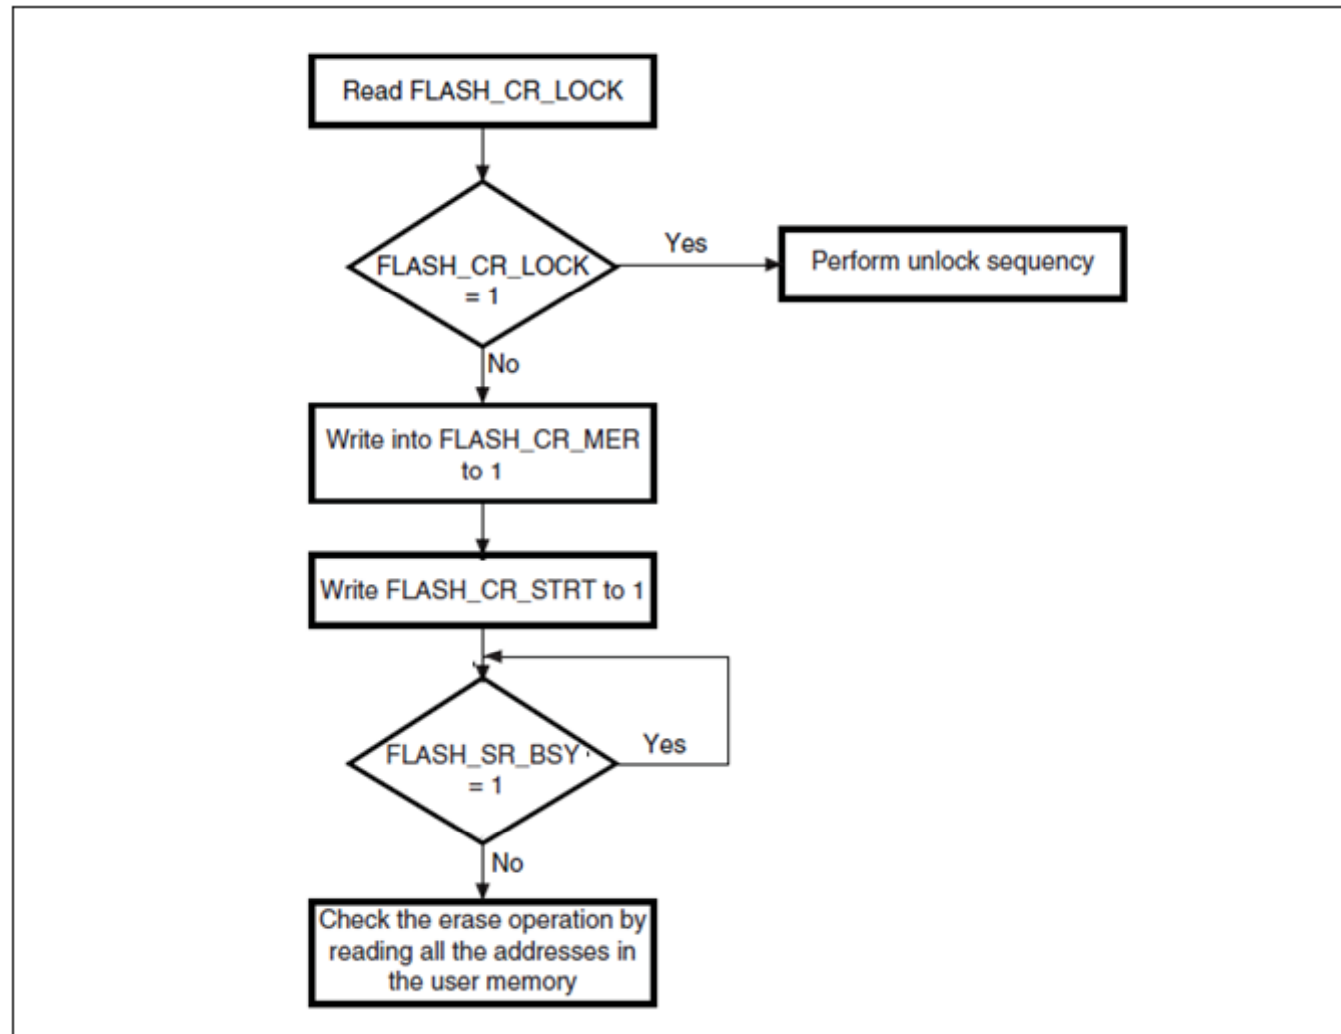 Read FLASH_CR_LOCK
FLASH_CR_LOCK
= 1
Yes
Perform unlock sequency
No
Write into FLASH_CR_MER
to 1
Write FLASH_CR_STRT to 1
FLASH_SR_BSY
= 1
Yes
No
Check the erase operation by
reading all the addresses in
the user memory